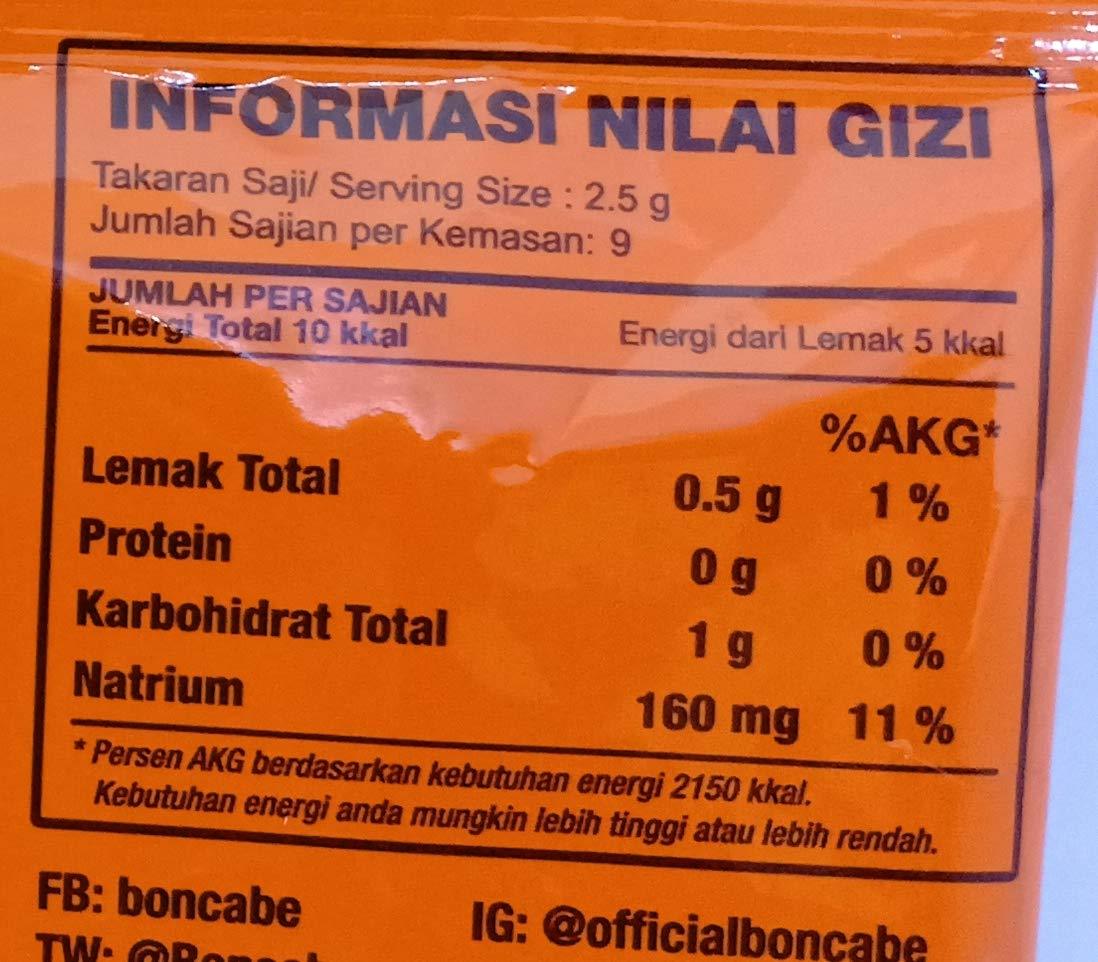 INFORMASI NILAI GIZI
Takaran Saji/ Serving Size : 2.5 g
Jumlah Sajian per Kemasan: 9
JUMLAH PER SAJIAN
Energi Total 10 kkal Energi dari Lemak 5 kkal
%AKG*
Lemak Total 0.5 g 1 %
Protein 0 g 0 %
Karbohidrat Total 1 g 0 %
Natrium 160 mg 11 %
* Persen AKG berdasarkan kebutuhan energi 2150 kkal.
Kebutuhan energi anda mungkin lebih tinggi atau lebih rendah.
FB: boncabe IG: @officialboncabe
TW: